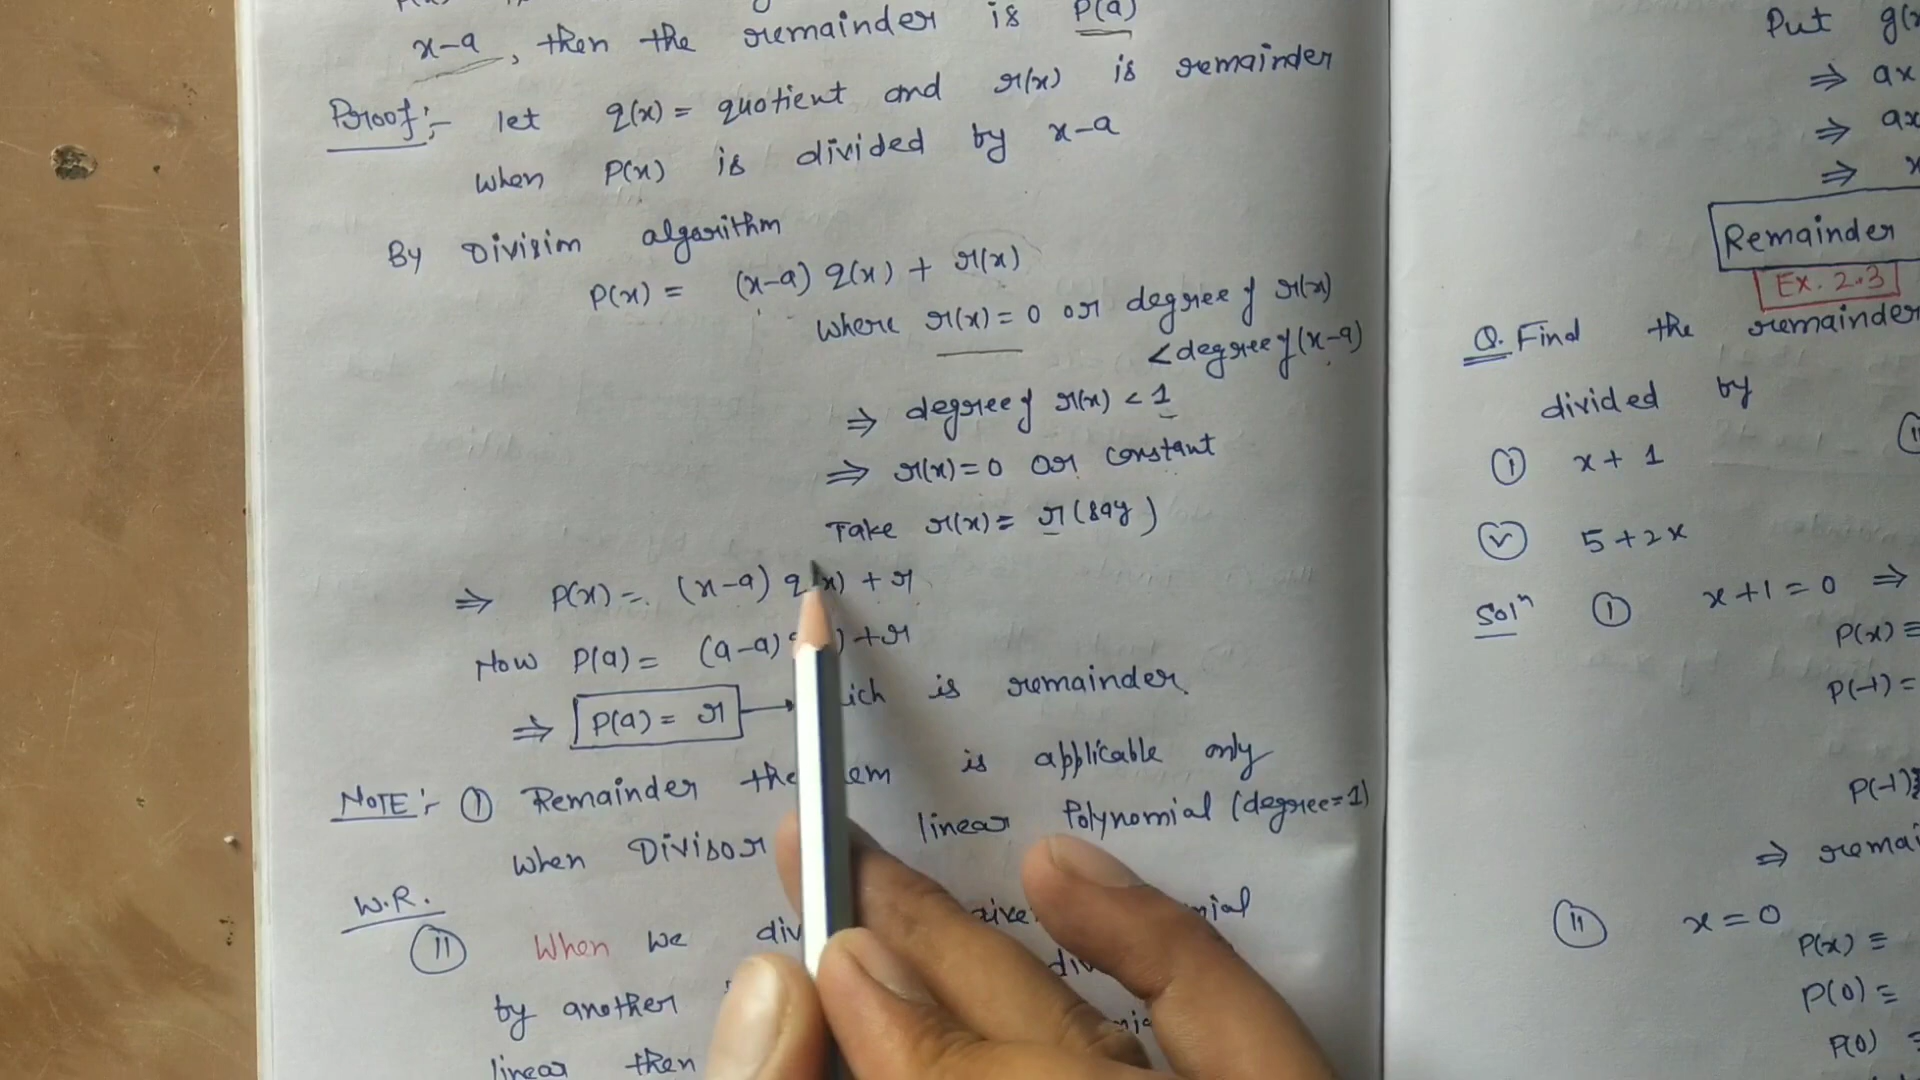 x-a, then the remainder is P(a)
Proof:- let q(x) = quotient and r(x) is remainder
when P(x) is divided by x-a
By Division algorithm
P(x) = (x-a) q(x) + r(x)
where r(x) = 0 or degree of r(x)
< degree of (x-a)
⇒ degree of r(x) < 1
⇒ r(x) = 0 or constant
Take r(x) = r (say)
⇒ P(x) = (x-a) q(x) + r
Now P(a) = (a-a) ) + r
⇒ P(a) = r → is remainder.
NOTE:- (I) Remainder is applicable only
when Divisor linear Polynomial (degree=1)
W.R.
(II) When we
by another
linear then
Put
⇒ ax
⇒ ax
⇒ x
Remainder
Ex. 2.3
Q. Find the remainder
divided by
(I) x + 1
(V) 5 + 2x
Solⁿ (I) x + 1 = 0 ⇒
P(x) =
P(-1) =
P(-1)
⇒
(II) x = 0
P(x) =
P(0) =
P(0) =